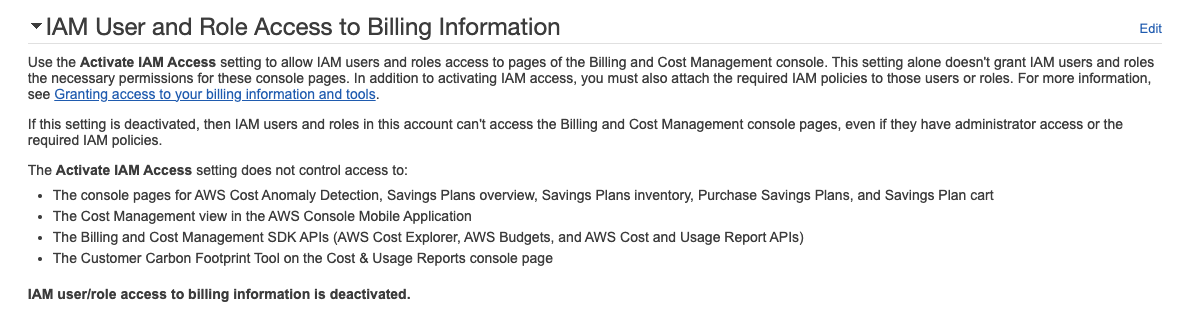 IAM User and Role Access to Billing Information
Edit
Use the Activate IAM Access setting to allow IAM users and roles access to pages of the Billing and Cost Management console. This setting alone doesn't grant IAM users and roles
the necessary permissions for these console pages. In addition to activating IAM access, you must also attach the required IAM policies to those users or roles. For more information,
see Granting access to your billing information and tools.
If this setting is deactivated, then IAM users and roles in this account can't access the Billing and Cost Management console pages, even if they have administrator access or the
required IAM policies.
The Activate IAM Access setting does not control access to:
• The console pages for AWS Cost Anomaly Detection, Savings Plans overview, Savings Plans inventory, Purchase Savings Plans, and Savings Plan cart
• The Cost Management view in the AWS Console Mobile Application
• The Billing and Cost Management SDK APIs (AWS Cost Explorer, AWS Budgets, and AWS Cost and Usage Report APIs)
• The Customer Carbon Footprint Tool on the Cost & Usage Reports console page
IAM user/role access to billing information is deactivated.